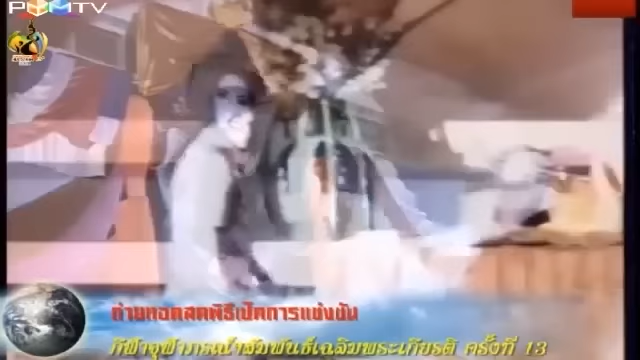 POMTV
ถ่ายทอดสดพิธีเปิดการแข่งขัน
กีฬาจุฬาภรณ์สัมพันธ์เฉลิมพระเกียรติ ครั้งที่ 13